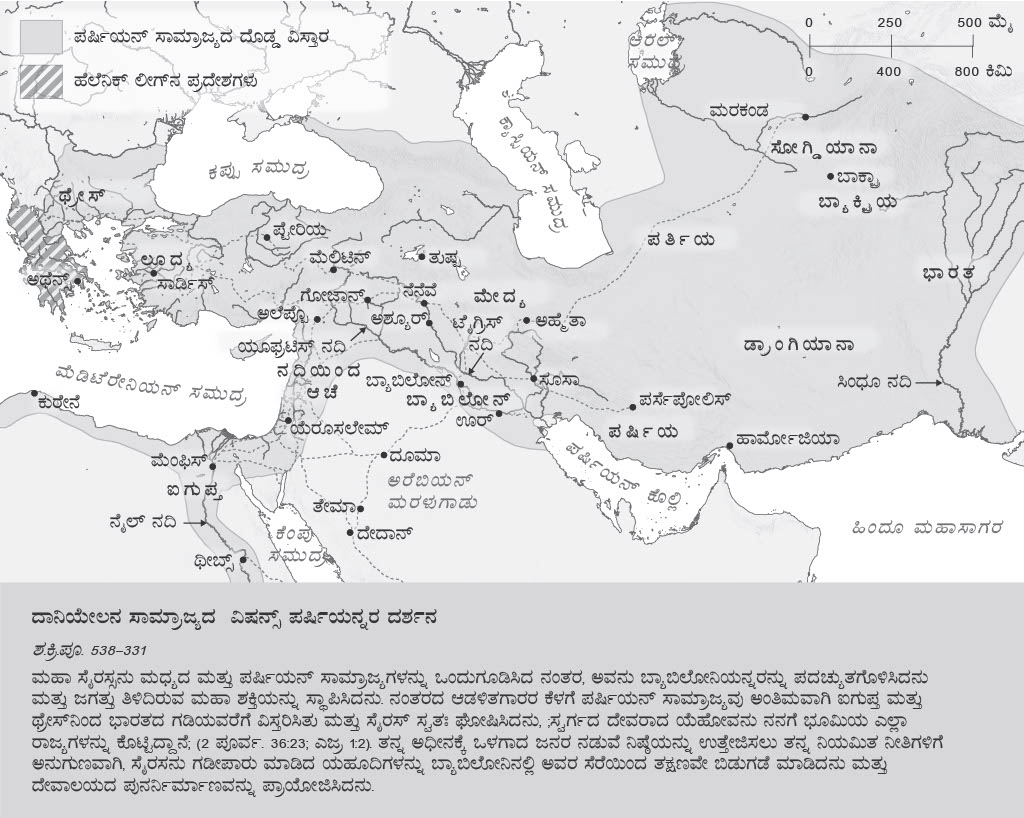 ಪರ್ಷಿಯನ್ ಸಾಮ್ರಾಜ್ಯದ ದೊಡ್ಡ ವಿಸ್ತಾರ
ಹೆಲೆನಿಕ್ ಲೀಗ್‌ನ ಪ್ರದೇಶಗಳು
0 250 500 ಮೈ
0 400 800 ಕಿಮಿ
ಆರಲ್
ಸಮುದ್ರ
ಮರಕಂಡ
ಸೋಗ್ಡಿಯಾನಾ
ಬಾಕ್ಟ್ರಾ
ಬ್ಯಾಕ್ಟ್ರಿಯ
ಕ್ಯಾಸ್ಪಿಯನ್ ಸಮುದ್ರ
ಕಪ್ಪು ಸಮುದ್ರ
ಥ್ರೇಸ್
ಪ್ಟೇರಿಯ
ಪರ್ತಿಯ
ಲೂದ್ಯ
ಸಾರ್ಡಿಸ್
ಅಥೆನ್ಸ್
ಮೆಲಿಟಿನ್
ತುಷ್ಪ
ಭಾರತ
ಗೋಜಾನ್
ನೆನೆವೆ
ಮೇದ್ಯ
ಅಲೆಪ್ಪೊ
ಅಶ್ಯೂರ್
ಟೈಗ್ರಿಸ್
ನದಿ
ಅಹ್ಮೆತಾ
ಯೂಫ್ರಟಿಸ್ ನದಿ
ಡ್ರಾಂಗಿಯಾನಾ
ನದಿಯಿಂದ
ಆಚೆ
ಮೆಡಿಟೆರೇನಿಯನ್ ಸಮುದ್ರ
ಬ್ಯಾಬಿಲೋನ್
ಬ್ಯಾಬಿಲೋನ್
ಸೂಸಾ
ಸಿಂಧೂ ನದಿ
ಕುರೇನೆ
ಊರ್
ಪರ್ಸೆಪೋಲಿಸ್
ಯೆರೂಸಲೇಮ್
ಪರ್ಷಿಯ
ಹಾರ್ಮೋಜಿಯಾ
ಮೆಂಫಿಸ್
ದೂಮಾ
ಪರ್ಷಿಯನ್ ಕೊಲ್ಲಿ
ಐಗುಪ್ತ
ಅರೇಬಿಯನ್
ಮರಳುಗಾಡು
ನೈಲ್ ನದಿ
ತೇಮಾ
ಕೆಂಪು
ಸಮುದ್ರ
ದೇದಾನ್
ಹಿಂದೂ ಮಹಾಸಾಗರ
ಥೀಬ್ಸ್
ದಾನಿಯೇಲನ ಸಾಮ್ರಾಜ್ಯದ ವಿಷನ್ಸ್ ಪರ್ಷಿಯನ್ನರ ದರ್ಶನ
ಶ.ಕ್ರಿ.ಪೂ. 538–331
ಮಹಾ ಸೈರಸ್ಸನು ಮಧ್ಯದ ಮತ್ತು ಪರ್ಷಿಯನ್ ಸಾಮ್ರಾಜ್ಯಗಳನ್ನು ಒಂದುಗೂಡಿಸಿದ ನಂತರ, ಅವನು ಬ್ಯಾಬಿಲೋನಿಯನ್ನರನ್ನು ಪದಚ್ಯುತಗೊಳಿಸಿದನು
ಮತ್ತು ಜಗತ್ತು ತಿಳಿದಿರುವ ಮಹಾ ಶಕ್ತಿಯನ್ನು ಸ್ಥಾಪಿಸಿದನು. ನಂತರದ ಆಡಳಿತಗಾರರ ಕೆಳಗೆ ಪರ್ಷಿಯನ್ ಸಾಮ್ರಾಜ್ಯವು ಅಂತಿಮವಾಗಿ ಐಗುಪ್ತ ಮತ್ತು
ಥ್ರೇಸ್‌ನಿಂದ ಭಾರತದ ಗಡಿಯವರೆಗೆ ವಿಸ್ತರಿಸಿತು ಮತ್ತು ಸೈರಸ್ ಸ್ವತಃ ಘೋಷಿಸಿದನು, ;ಸ್ವರ್ಗದ ದೇವರಾದ ಯೆಹೋವನು ನನಗೆ ಭೂಮಿಯ ಎಲ್ಲಾ
ರಾಜ್ಯಗಳನ್ನು ಕೊಟ್ಟಿದ್ದಾನೆ; (2 ಪೂರ್ವ. 36:23; ಎಜ್ರ 1:2). ತನ್ನ ಅಧೀನಕ್ಕೆ ಒಳಗಾದ ಜನರ ನಡುವೆ ನಿಷ್ಠೆಯನ್ನು ಉತ್ತೇಜಿಸಲು ತನ್ನ ನಿಯಮಿತ ನೀತಿಗಳಿಗೆ
ಅನುಗುಣವಾಗಿ, ಸೈರಸನು ಗಡೀಪಾರು ಮಾಡಿದ ಯಹೂದಿಗಳನ್ನು ಬ್ಯಾಬಿಲೋನಿನಲ್ಲಿ ಅವರ ಸೆರೆಯಿಂದ ತಕ್ಷಣವೇ ಬಿಡುಗಡೆ ಮಾಡಿದನು ಮತ್ತು
ದೇವಾಲಯದ ಪುನರ್ನಿರ್ಮಾಣವನ್ನು ಪ್ರಾಯೋಜಿಸಿದನು.